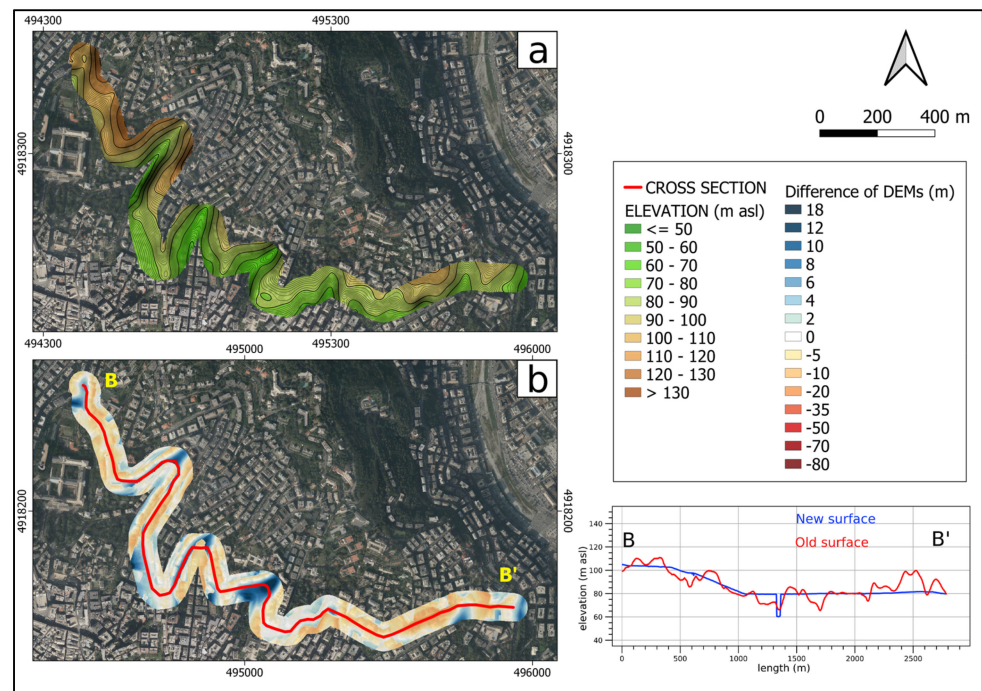 494300
495300
a
4918300
4918300
0 200 400 m
CROSS SECTION
ELEVATION (m asl)
<= 50
50 - 60
60 - 70
70 - 80
80 - 90
90 - 100
100 - 110
110 - 120
120 - 130
> 130
Difference of DEMs (m)
18
12
10
8
6
4
2
0
-5
-10
-20
-35
-50
-70
-80
494300
495000
495300
496000
b
B
B'
4918200
4918200
495000
496000
New surface
Old surface
B
B'
elevation (m asl)
140
120
100
80
60
40
0 500 1000 1500 2000 2500
length (m)